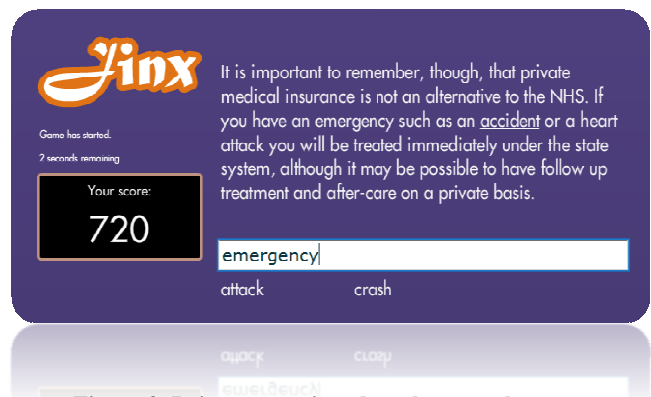 Jinx
Game has started.
2 seconds remaining
Your score:
720
It is important to remember, though, that private
medical insurance is not an alternative to the NHS. If
you have an emergency such as an accident or a heart
attack you will be treated immediately under the state
system, although it may be possible to have follow up
treatment and after-care on a private basis.
emergency
attack crash